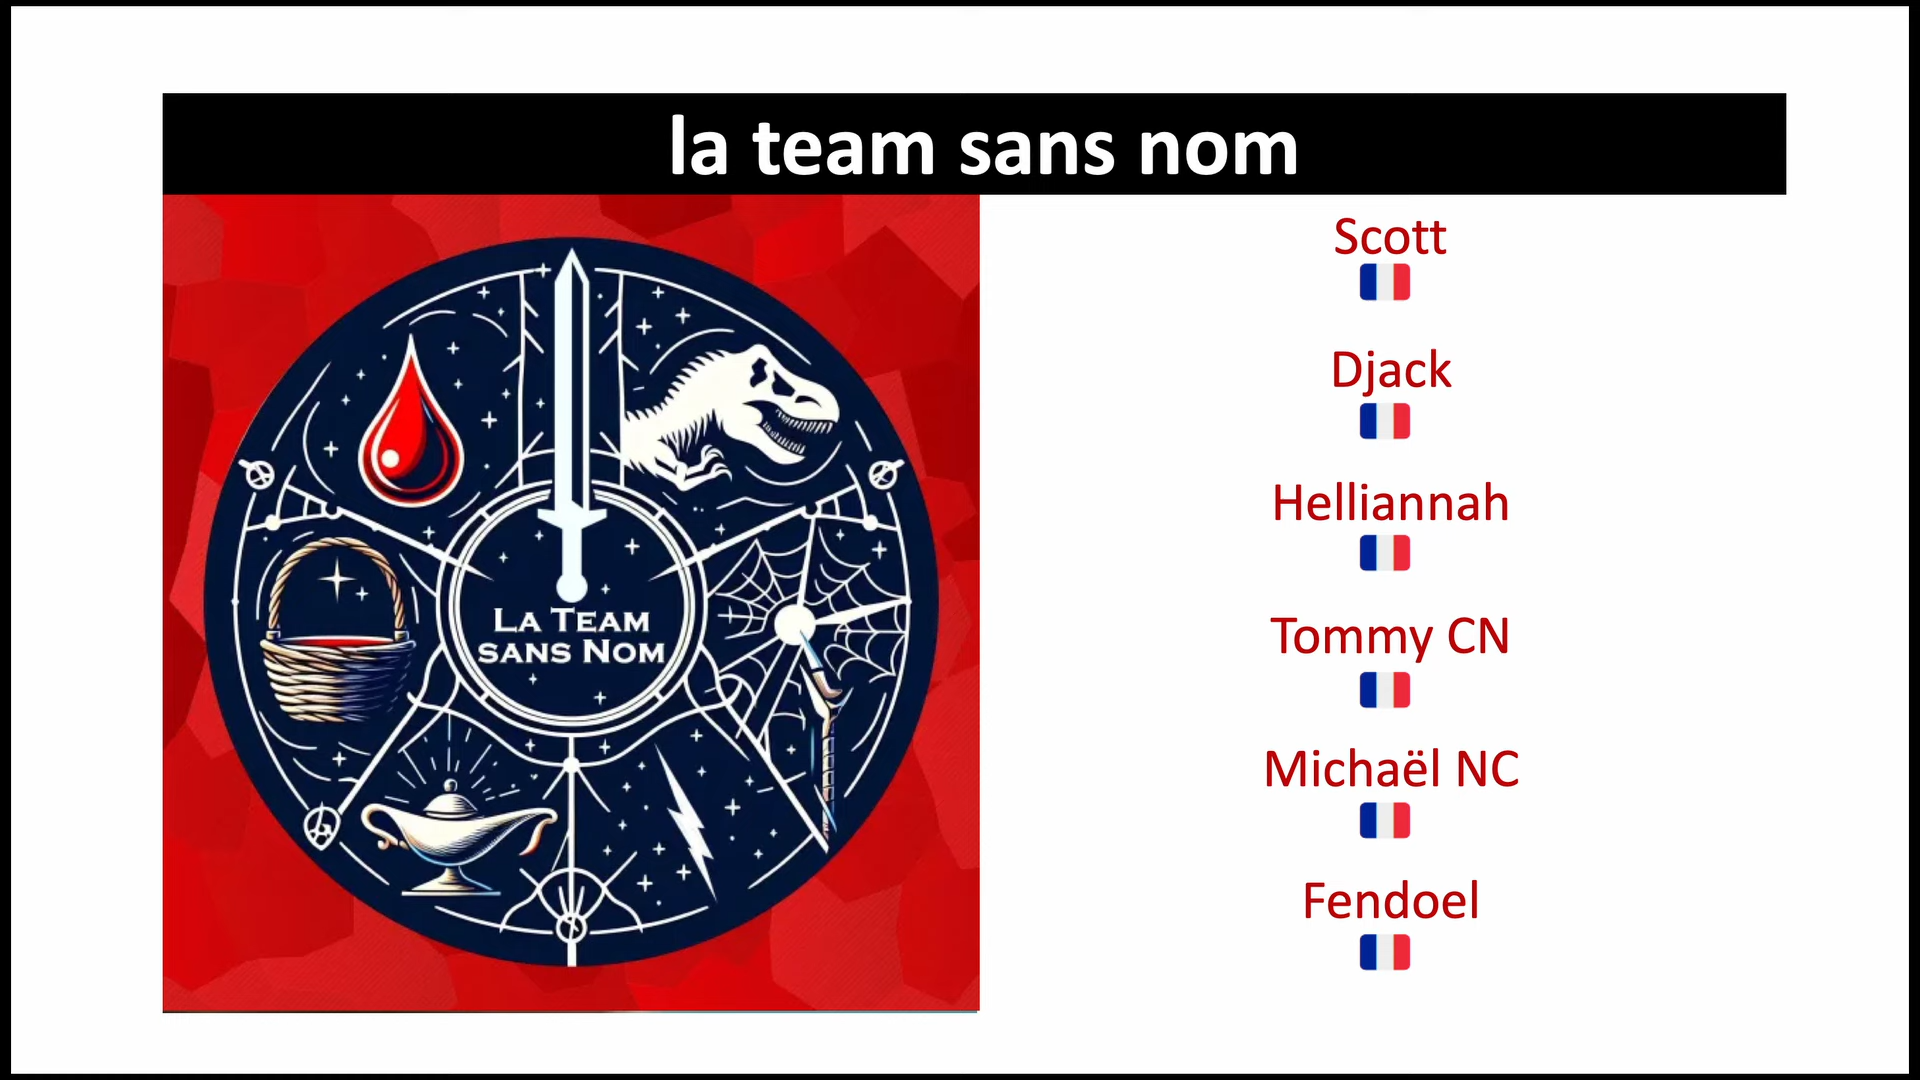 la team sans nom
La Team
sans Nom
Scott
Djack
Helliannah
Tommy CN
Michaël NC
Fendoel